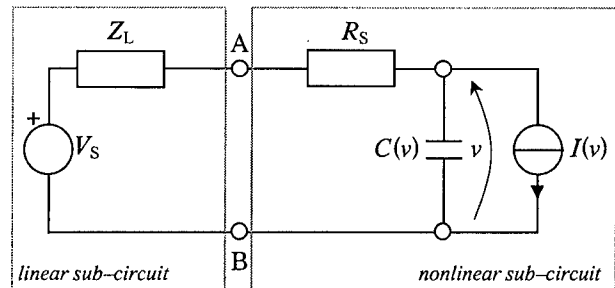 Z_L
A
R_S
+
V_S
C(v)
v
I(v)
B
linear sub-circuit
nonlinear sub-circuit